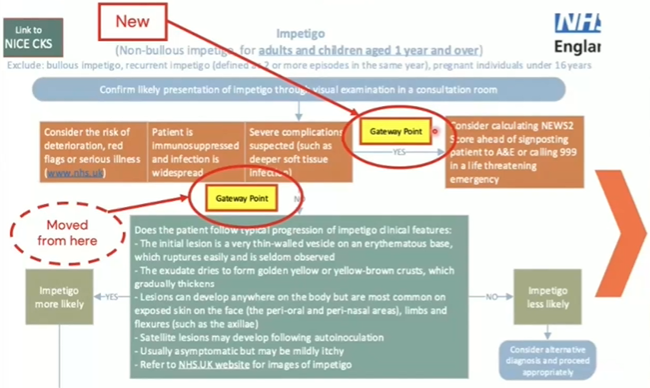 Link to
NICE CKS
New
Impetigo
NHS
Englan
(Non-bullous impetigo, for adults and children aged 1 year and over)
Exclude: bullous impetigo, recurrent impetigo (defined as 2 or more episodes in the same year), pregnant individuals under 16 years
Confirm likely presentation of impetigo through visual examination in a consultation room
Consider the risk of
deterioration, red
flags or serious illness
(www.nhs.uk)
Patient is
immunosuppressed
and infection is
widespread
Severe complications
suspected (such as
deeper soft tissue
infection)
Gateway Point
YES
Consider calculating NEWS2
Score ahead of signposting
patient to A&E or calling 999
in a life threatening
emergency
Gateway Point
NO
Moved
from here
Does the patient follow typical progression of impetigo clinical features:
- The initial lesion is a very thin-walled vesicle on an erythematous base,
which ruptures easily and is seldom observed
- The exudate dries to form golden yellow or yellow-brown crusts, which
gradually thickens
- Lesions can develop anywhere on the body but are most common on
exposed skin on the face (the peri-oral and peri-nasal areas), limbs and
flexures (such as the axillae)
- Satellite lesions may develop following autoinoculation
- Usually asymptomatic but may be mildly itchy
- Refer to NHS.UK website for images of impetigo
YES
Impetigo
more likely
NO
Impetigo
less likely
Consider alternative
diagnosis and proceed
appropriately